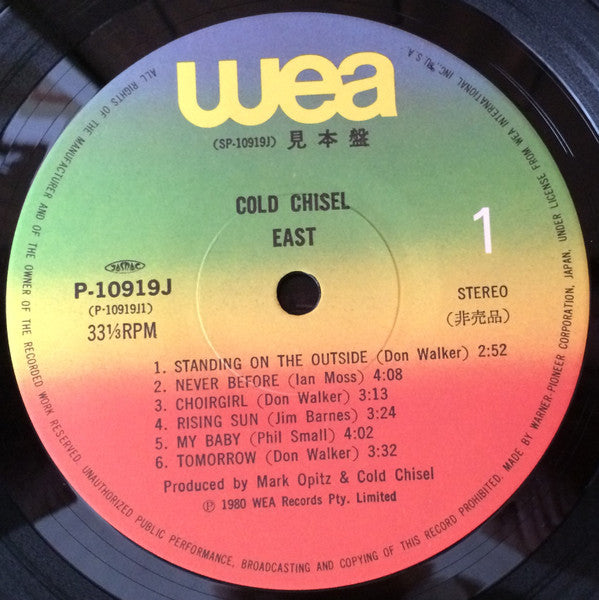 wea
(SP-10919J) 見本盤
COLD CHISEL
EAST
1
JASRAC
P-10919J
(P-10919J1)
33⅓RPM
STEREO
(非売品)
1. STANDING ON THE OUTSIDE (Don Walker) 2:52
2. NEVER BEFORE (Ian Moss) 4:08
3. CHOIRGIRL (Don Walker) 3:13
4. RISING SUN (Jim Barnes) 3:24
5. MY BABY (Phil Small) 4:02
6. TOMORROW (Don Walker) 3:32
Produced by Mark Opitz & Cold Chisel
Ⓟ 1980 WEA Records Pty. Limited
ALL RIGHTS OF THE MANUFACTURER AND OF THE OWNER OF THE RECORDED WORK RESERVED. UNAUTHORIZED PUBLIC PERFORMANCE, BROADCASTING AND COPYING OF THIS RECORD PROHIBITED. MADE BY WARNER-PIONEER CORPORATION, JAPAN. UNDER LICENSE FROM WEA INTERNATIONAL INC., U.S.A.